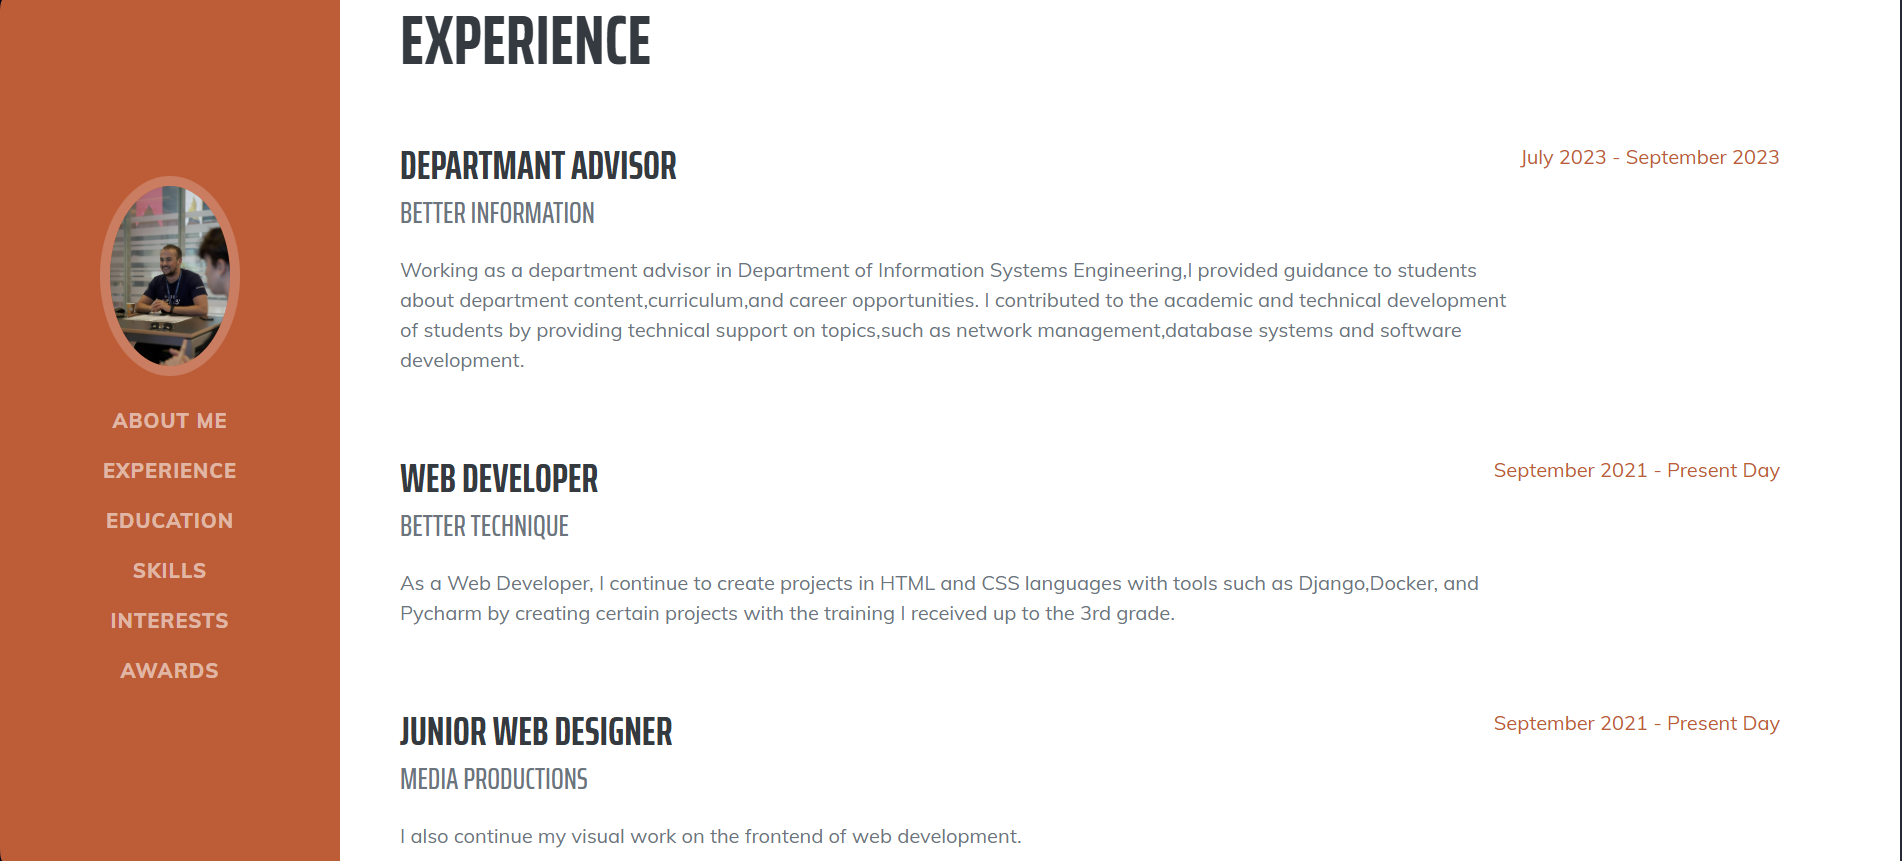 ABOUT ME
EXPERIENCE
EDUCATION
SKILLS
INTERESTS
AWARDS
EXPERIENCE
DEPARTMANT ADVISOR
July 2023 - September 2023
BETTER INFORMATION
Working as a department advisor in Department of Information Systems Engineering,I provided guidance to students
about department content,curriculum,and career opportunities. I contributed to the academic and technical development
of students by providing technical support on topics,such as network management,database systems and software
development.
WEB DEVELOPER
September 2021 - Present Day
BETTER TECHNIQUE
As a Web Developer, I continue to create projects in HTML and CSS languages with tools such as Django,Docker, and
Pycharm by creating certain projects with the training I received up to the 3rd grade.
JUNIOR WEB DESIGNER
September 2021 - Present Day
MEDIA PRODUCTIONS
I also continue my visual work on the frontend of web development.